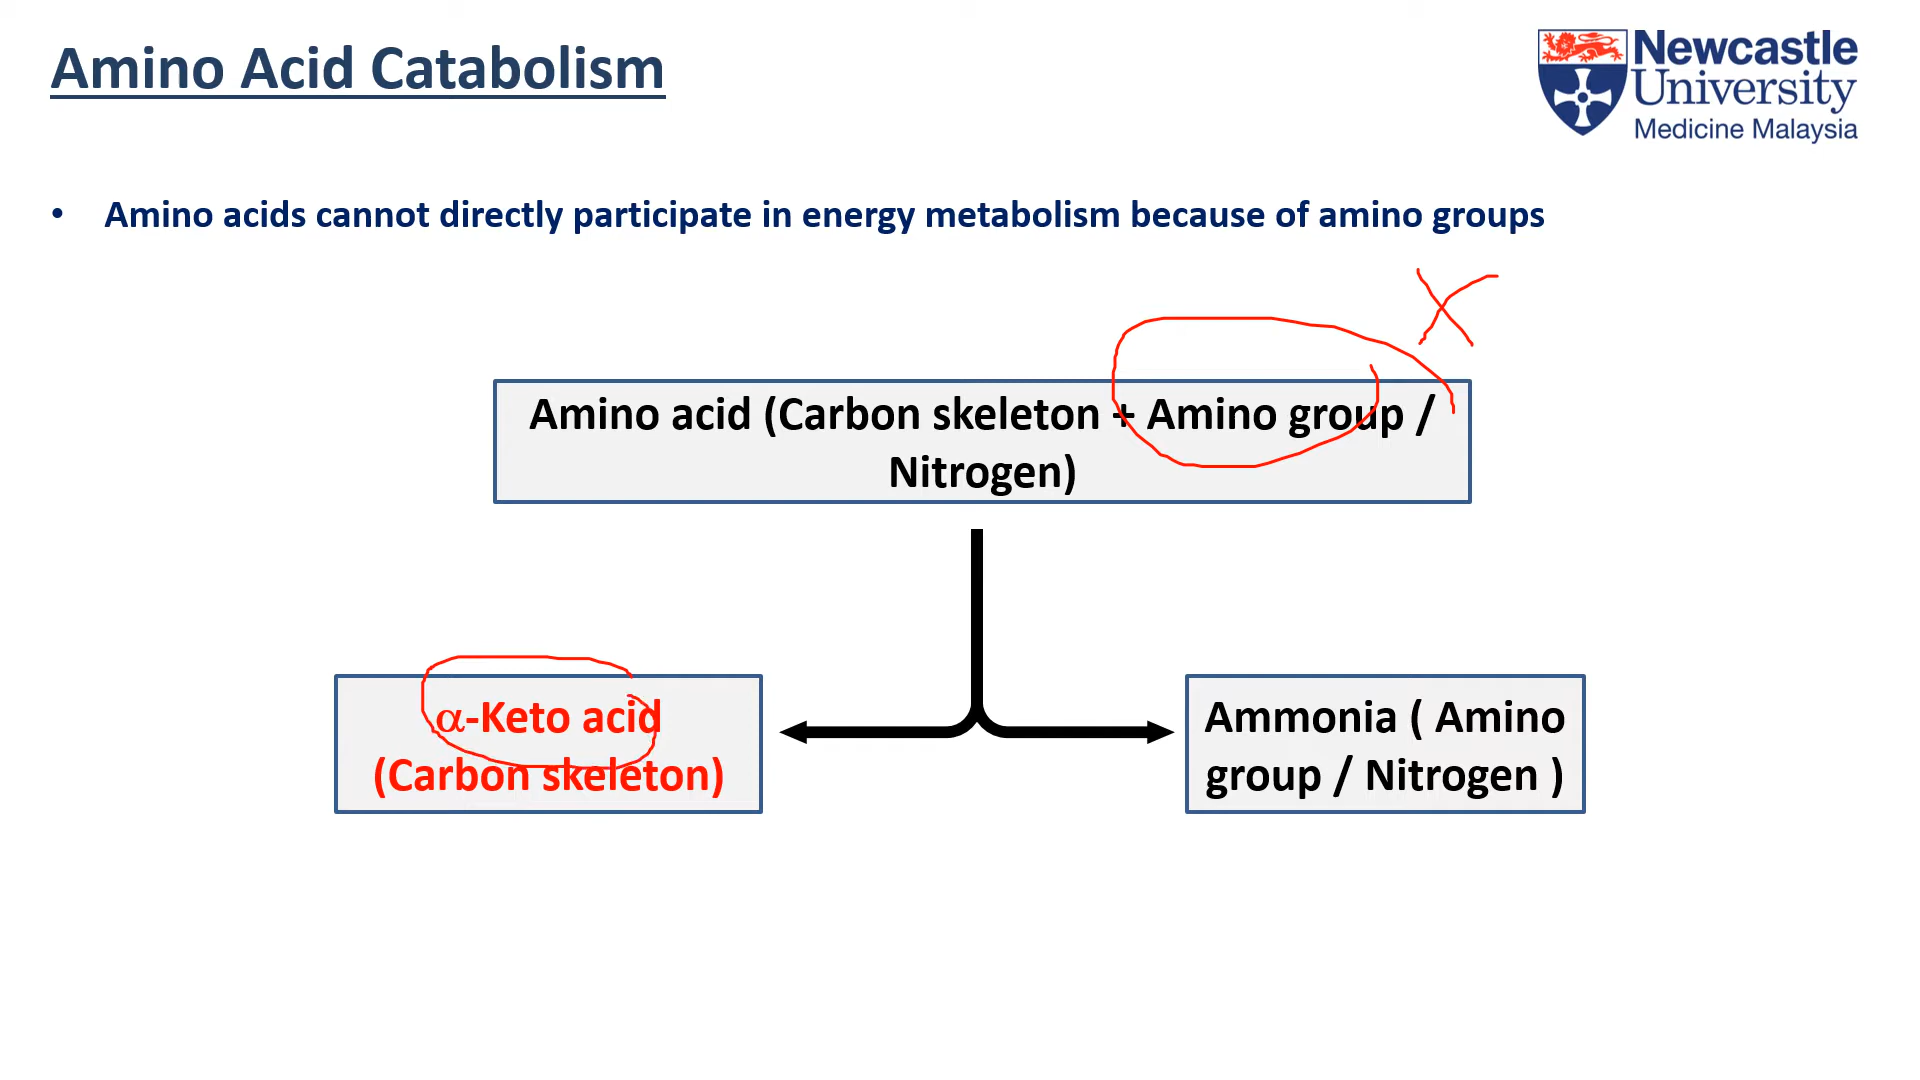 Amino Acid Catabolism
Newcastle
University
Medicine Malaysia
• Amino acids cannot directly participate in energy metabolism because of amino groups
Amino acid (Carbon skeleton + Amino group /
Nitrogen)
α-Keto acid
(Carbon skeleton)
Ammonia ( Amino
group / Nitrogen )